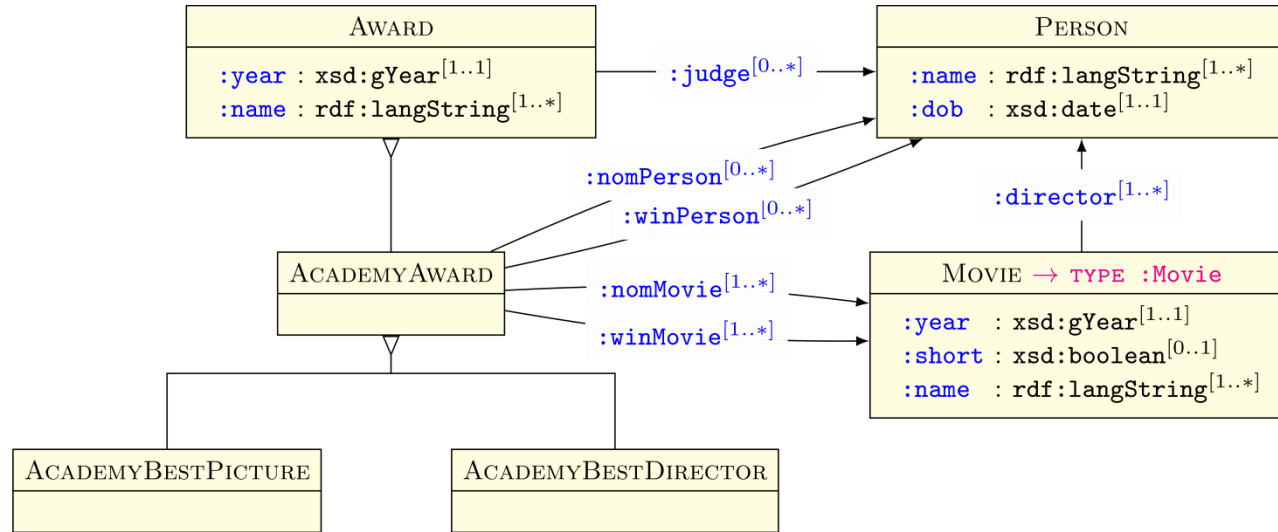 AWARD
:year : xsd:gYear[1..1]
:name : rdf:langString[1..*]
:judge[0..*]
PERSON
:name : rdf:langString[1..*]
:dob : xsd:date[1..1]
:nomPerson[0..*]
:winPerson[0..*]
:director[1..*]
ACADEMYAWARD
:nomMovie[1..*]
:winMovie[1..*]
MOVIE → TYPE :Movie
:year : xsd:gYear[1..1]
:short : xsd:boolean[0..1]
:name : rdf:langString[1..*]
ACADEMYBESTPICTURE
ACADEMYBESTDIRECTOR